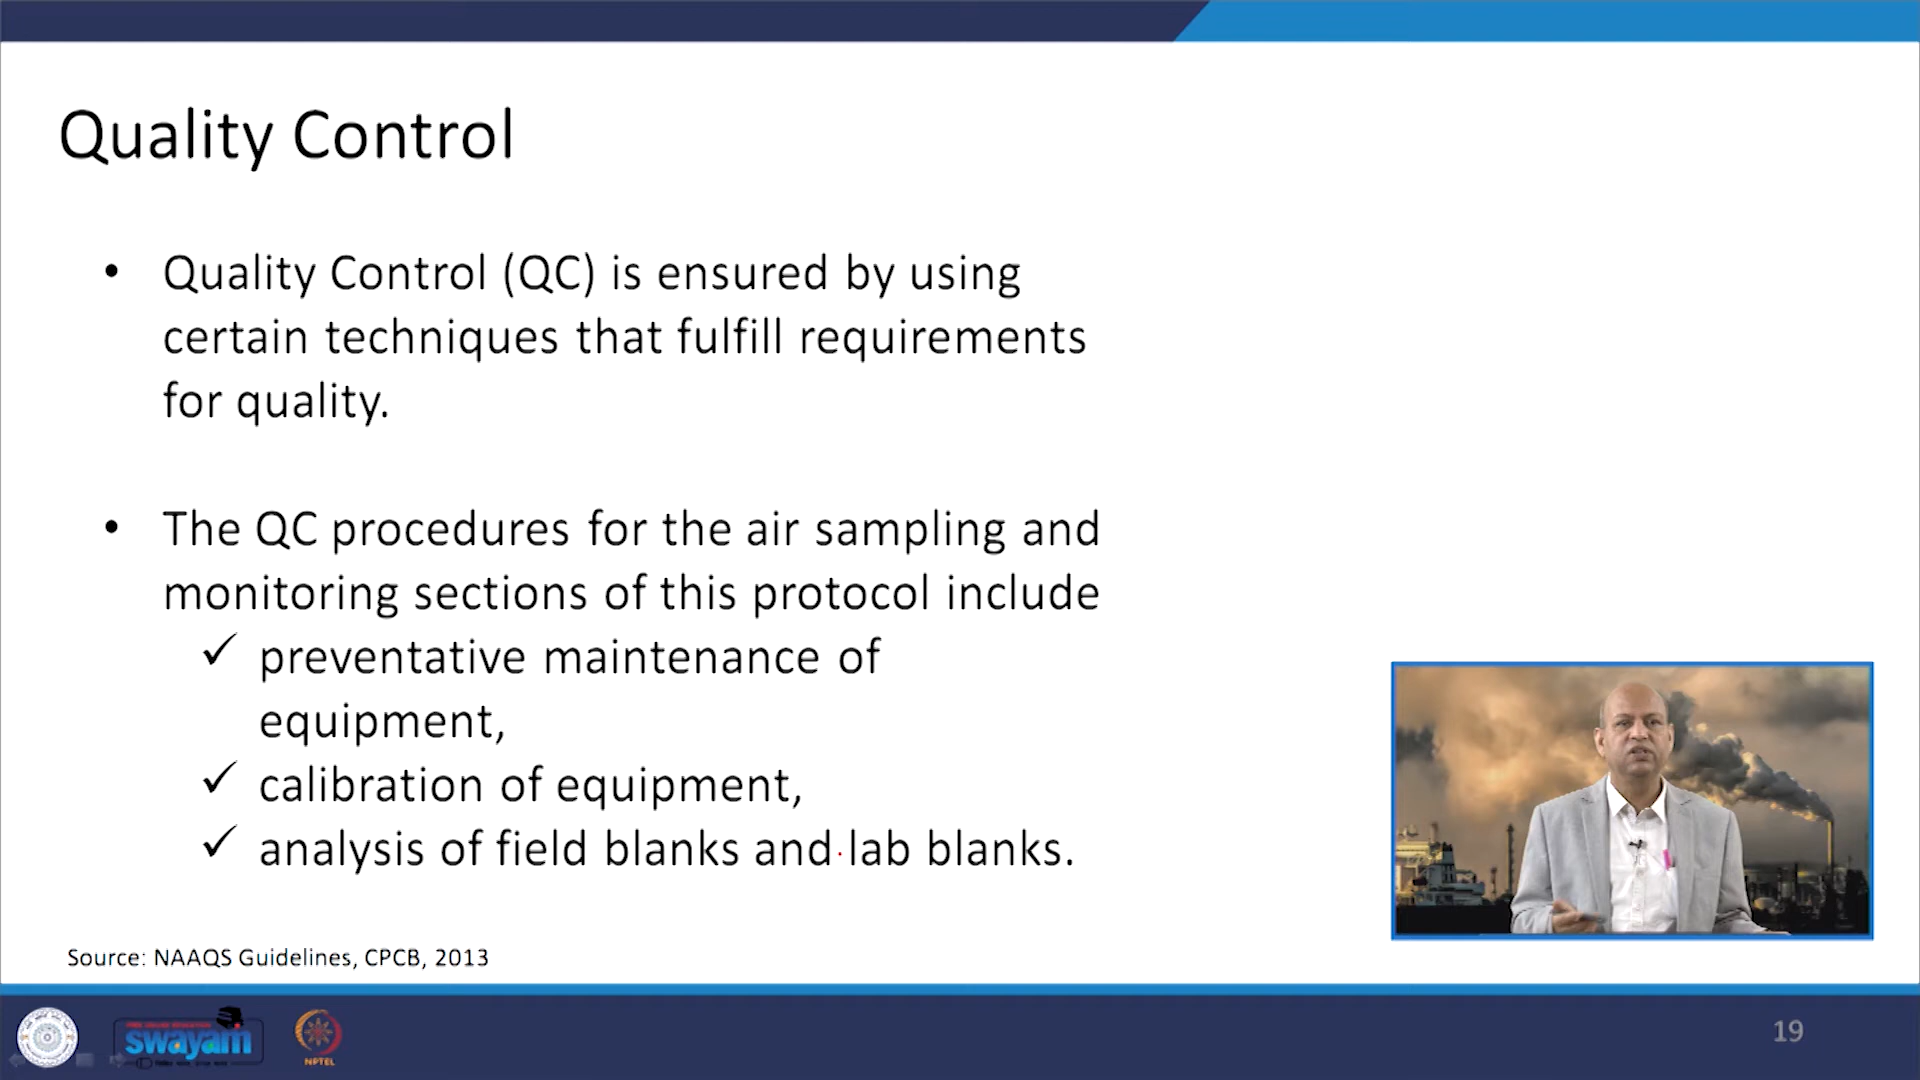 Quality Control
• Quality Control (QC) is ensured by using
certain techniques that fulfill requirements
for quality.
• The QC procedures for the air sampling and
monitoring sections of this protocol include
✓ preventative maintenance of
equipment,
✓ calibration of equipment,
✓ analysis of field blanks and lab blanks.
Source: NAAQS Guidelines, CPCB, 2013
swayam
NPTEL
19